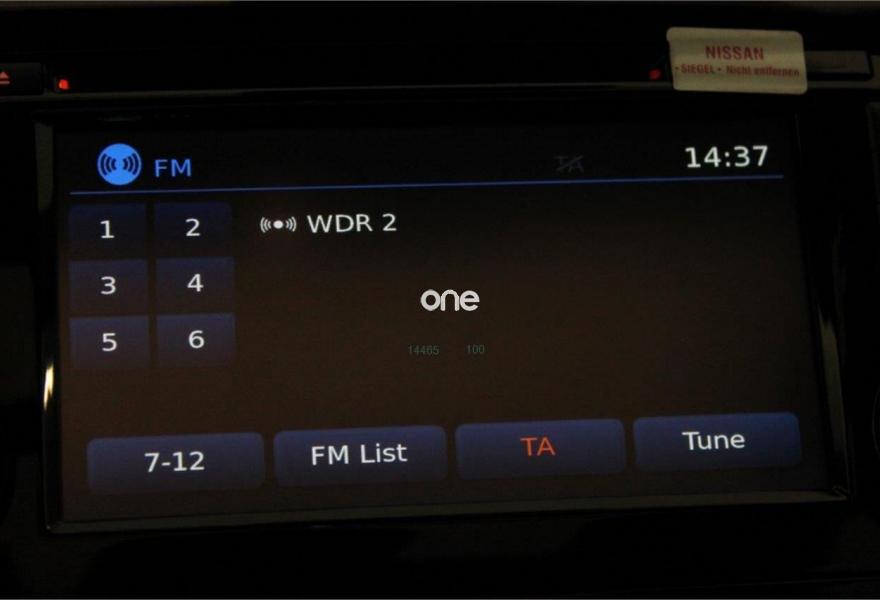 NISSAN
• SIEGEL • Nicht entfernen
FM
TA
14:37
1
2
WDR 2
3
4
one
5
6
14465 100
7-12
FM List
TA
Tune